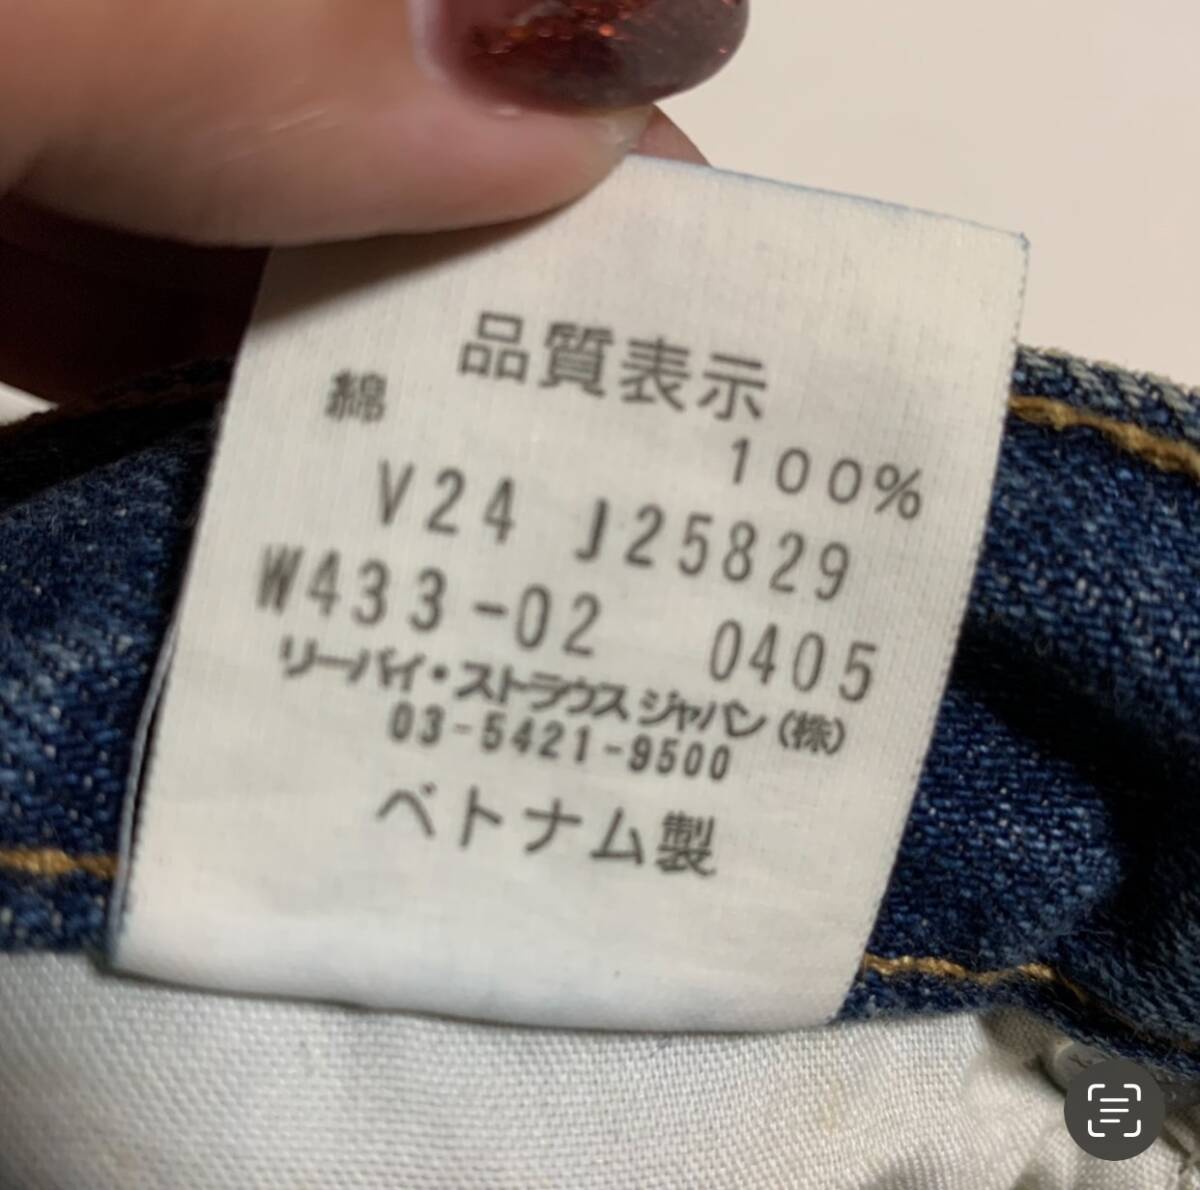 品質表示
綿 100%
V24 J25829
W433-02 0405
リーバイ・ストラウス ジャパン (株)
03-5421-9500
ベトナム製